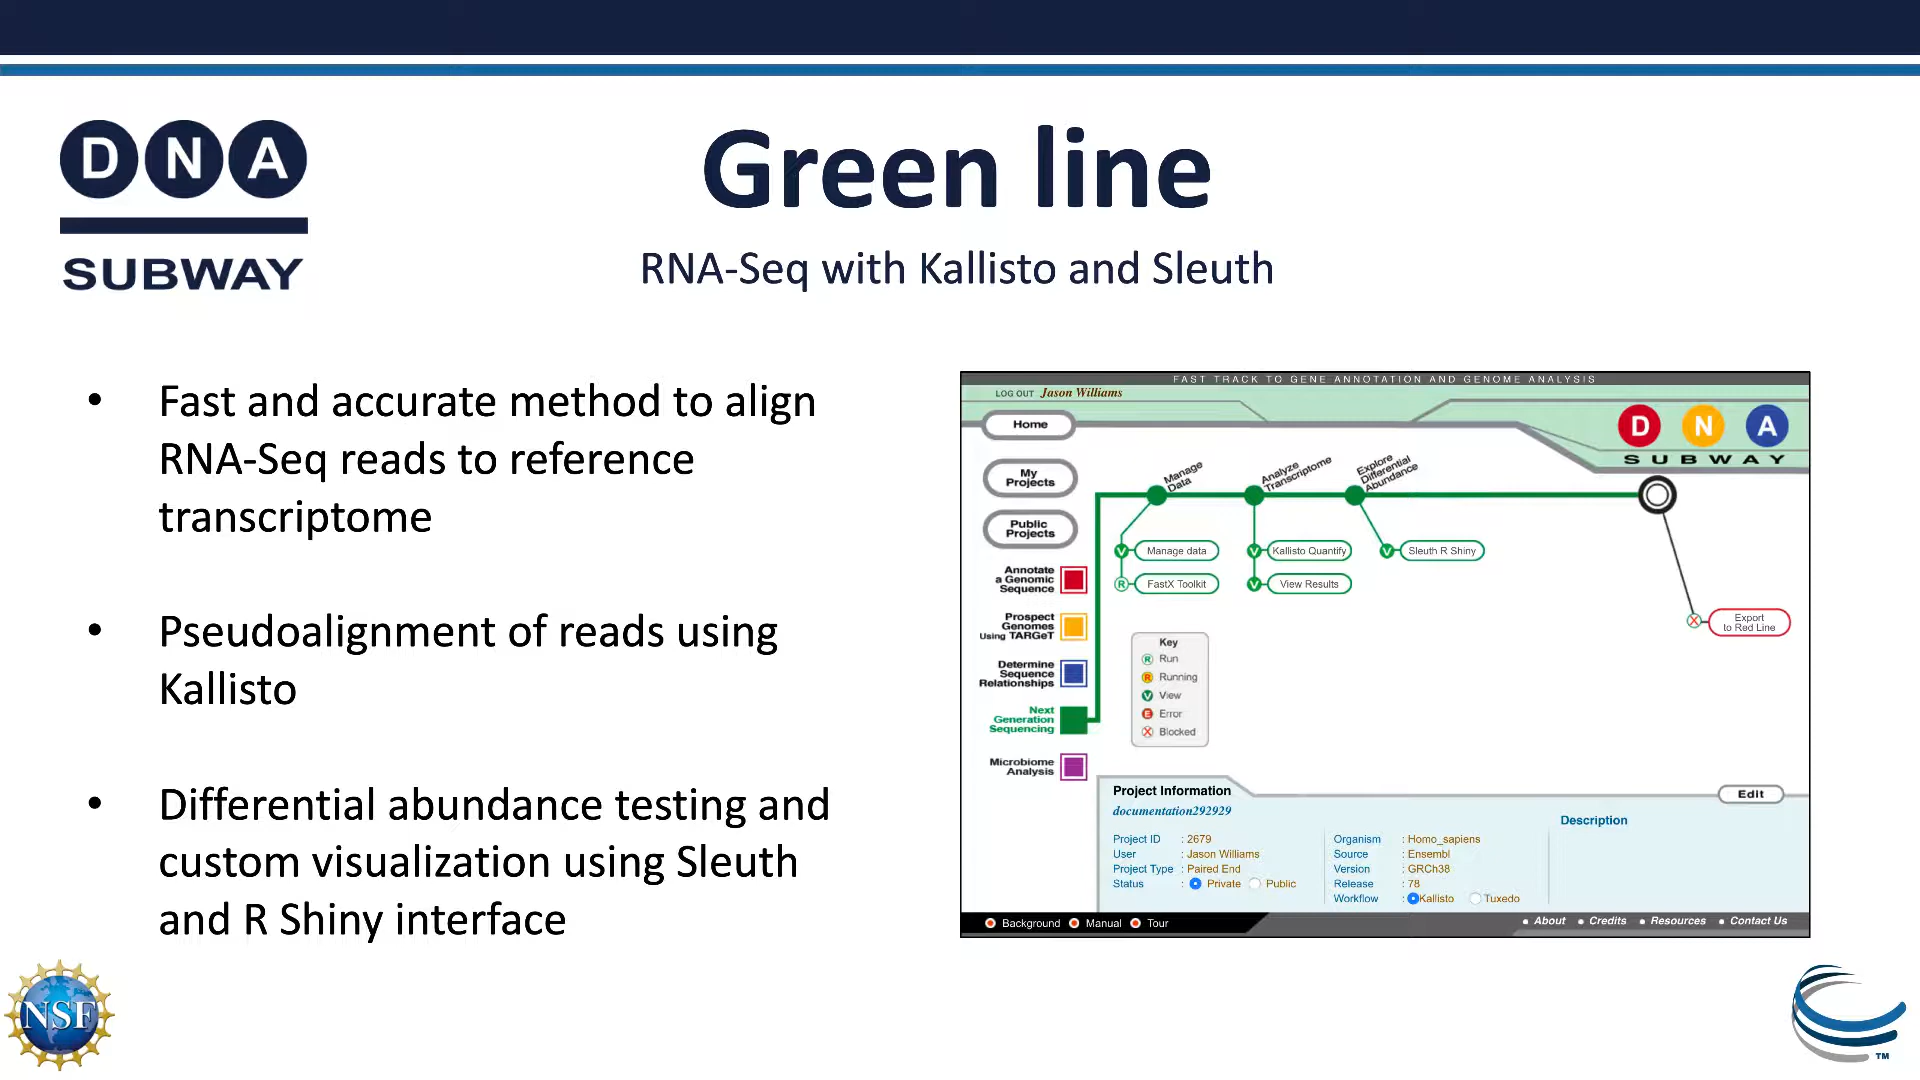 D N A
SUBWAY
Green line
RNA-Seq with Kallisto and Sleuth
• Fast and accurate method to align
RNA-Seq reads to reference
transcriptome
• Pseudoalignment of reads using
Kallisto
• Differential abundance testing and
custom visualization using Sleuth
and R Shiny interface
FAST TRACK TO GENE ANNOTATION AND GENOME ANALYSIS
LOG OUT Jason Williams
D N A
SUBWAY
Home
My
Projects
Public
Projects
Annotate
a Genomic
Sequence
Prospect
Genomes
Using TARGeT
Determine
Sequence
Relationships
Next
Generation
Sequencing
Microbiome
Analysis
Manage
Data
Analyze
Transcriptome
Explore
Differential
Abundance
V Manage data
R FastX Toolkit
V Kallisto Quantify
V View Results
V Sleuth R Shiny
X Export
to Red Line
Key
R Run
R Running
V View
E Error
X Blocked
Project Information
documentation292929
Edit
Project ID : 2679
User : Jason Williams
Project Type : Paired End
Status : Private Public
Organism : Homo_sapiens
Source : Ensembl
Version : GRCh38
Release : 78
Workflow : Kallisto Tuxedo
Description
Background Manual Tour
• About • Credits • Resources • Contact Us
NSF
TM